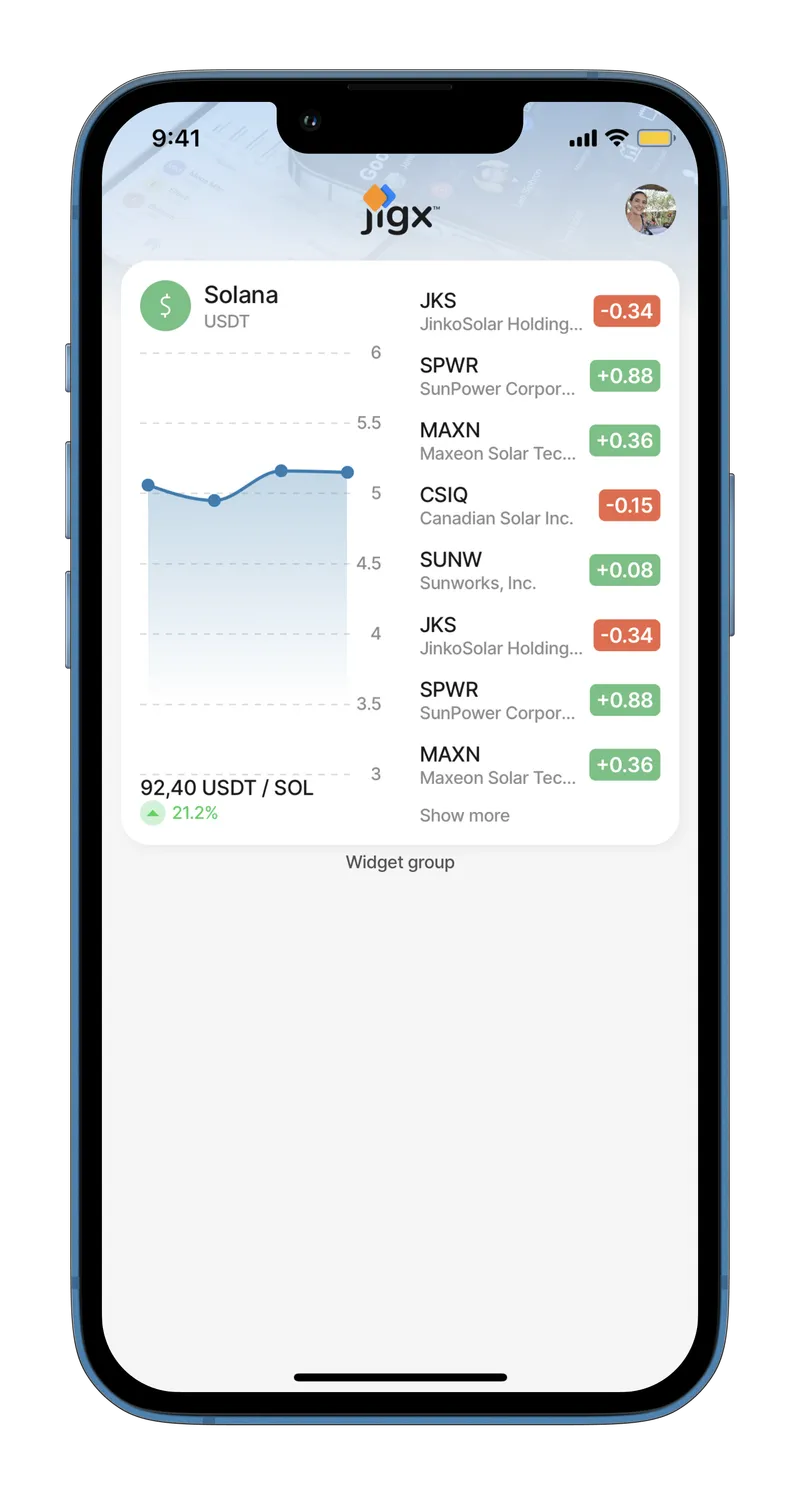 9:41
jigx™
Solana
USDT
6
5.5
5
4.5
4
3.5
3
92,40 USDT / SOL
21.2%
JKS
JinkoSolar Holding...
-0.34
SPWR
SunPower Corpor...
+0.88
MAXN
Maxeon Solar Tec...
+0.36
CSIQ
Canadian Solar Inc.
-0.15
SUNW
Sunworks, Inc.
+0.08
JKS
JinkoSolar Holding...
-0.34
SPWR
SunPower Corpor...
+0.88
MAXN
Maxeon Solar Tec...
+0.36
Show more
Widget group